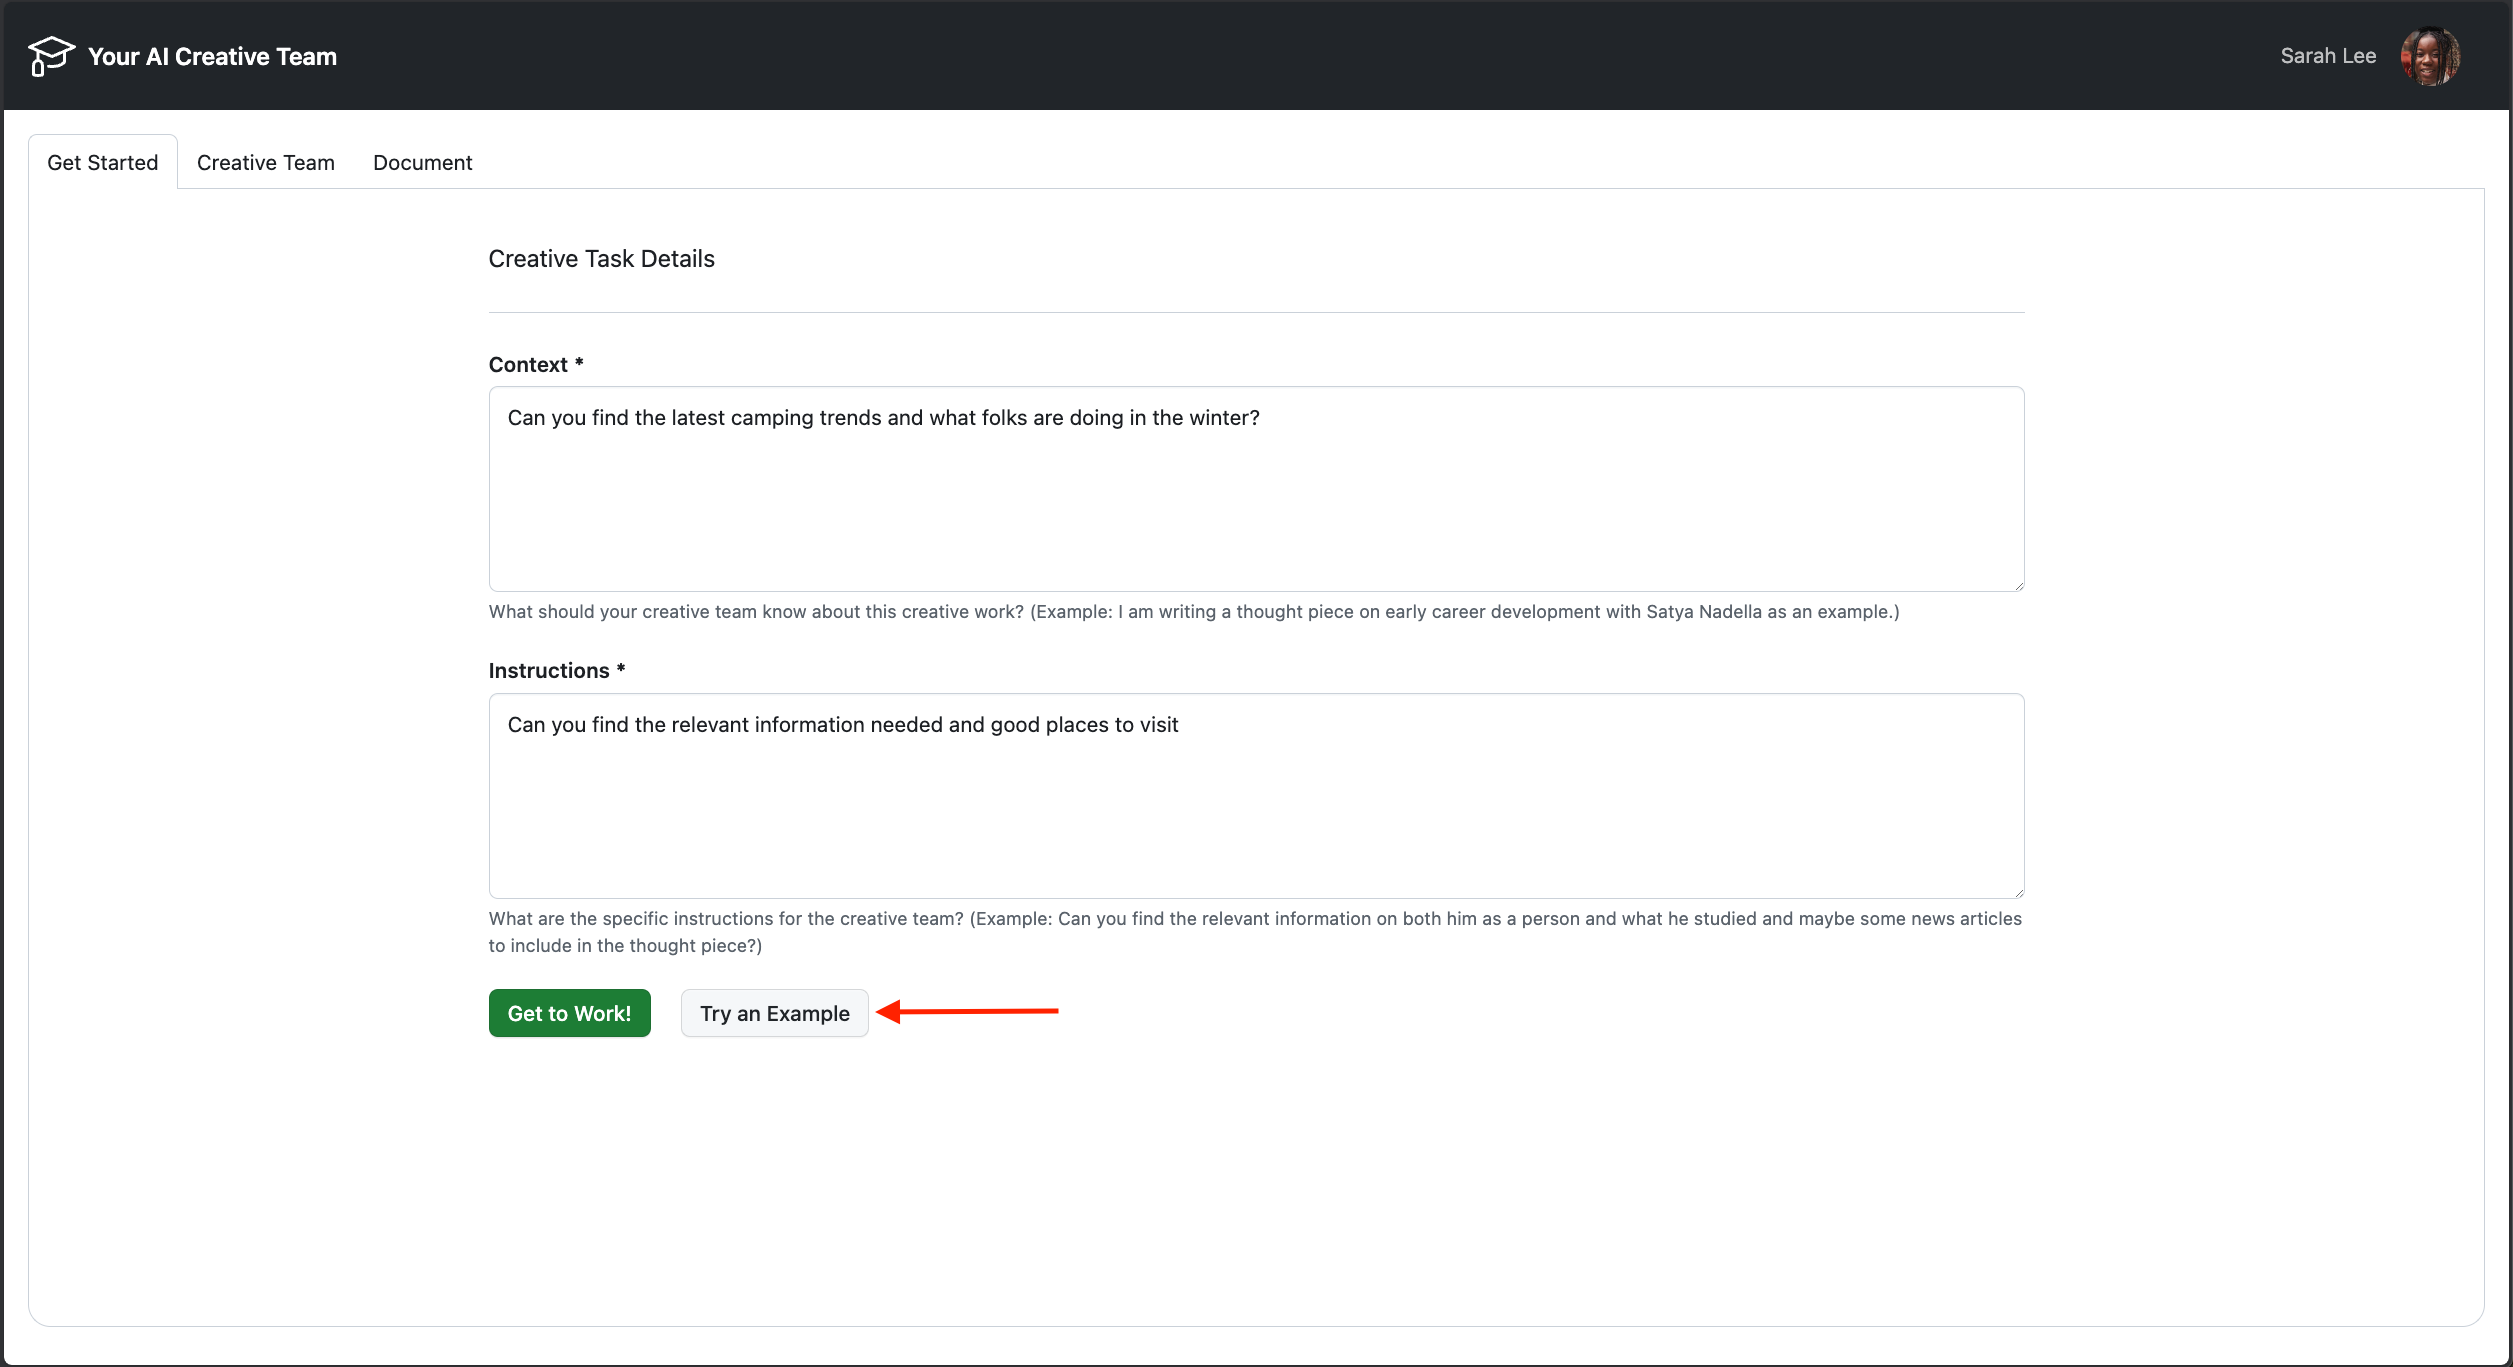 Your AI Creative Team
Sarah Lee
Get Started
Creative Team
Document
Creative Task Details
Context *
Can you find the latest camping trends and what folks are doing in the winter?
What should your creative team know about this creative work? (Example: I am writing a thought piece on early career development with Satya Nadella as an example.)
Instructions *
Can you find the relevant information needed and good places to visit
What are the specific instructions for the creative team? (Example: Can you find the relevant information on both him as a person and what he studied and maybe some news articles
to include in the thought piece?)
Get to Work!
Try an Example